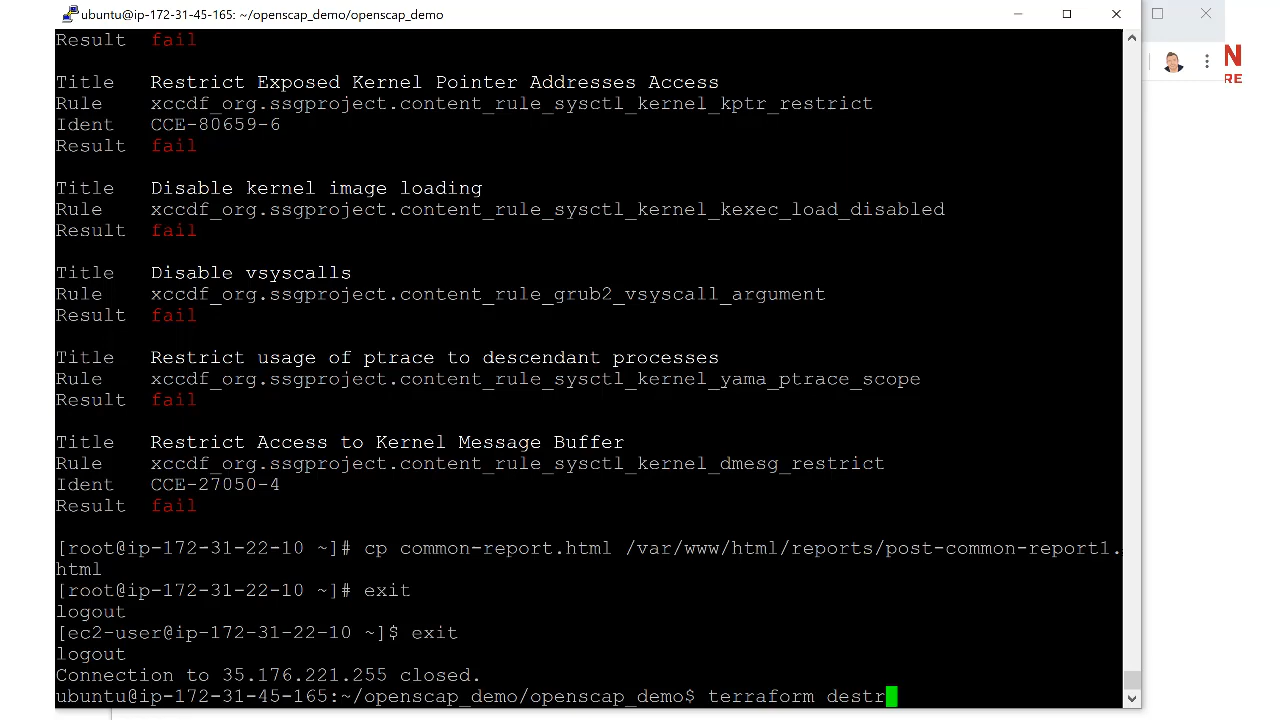 ubuntu@ip-172-31-45-165: ~/openscap_demo/openscap_demo
Result fail
Title Restrict Exposed Kernel Pointer Addresses Access
Rule xccdf_org.ssgproject.content_rule_sysctl_kernel_kptr_restrict
Ident CCE-80659-6
Result fail
Title Disable kernel image loading
Rule xccdf_org.ssgproject.content_rule_sysctl_kernel_kexec_load_disabled
Result fail
Title Disable vsyscalls
Rule xccdf_org.ssgproject.content_rule_grub2_vsyscall_argument
Result fail
Title Restrict usage of ptrace to descendant processes
Rule xccdf_org.ssgproject.content_rule_sysctl_kernel_yama_ptrace_scope
Result fail
Title Restrict Access to Kernel Message Buffer
Rule xccdf_org.ssgproject.content_rule_sysctl_kernel_dmesg_restrict
Ident CCE-27050-4
Result fail
[root@ip-172-31-22-10 ~]# cp common-report.html /var/www/html/reports/post-common-report1.
html
[root@ip-172-31-22-10 ~]# exit
logout
[ec2-user@ip-172-31-22-10 ~]$ exit
logout
Connection to 35.176.221.255 closed.
ubuntu@ip-172-31-45-165:~/openscap_demo/openscap_demo$ terraform destr